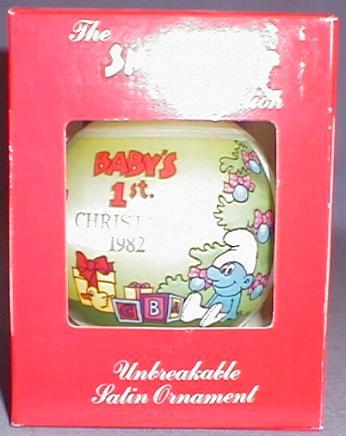 The
BABY'S
1st.
CHRISTMAS
1982
C B
Unbreakable
Satin Ornament